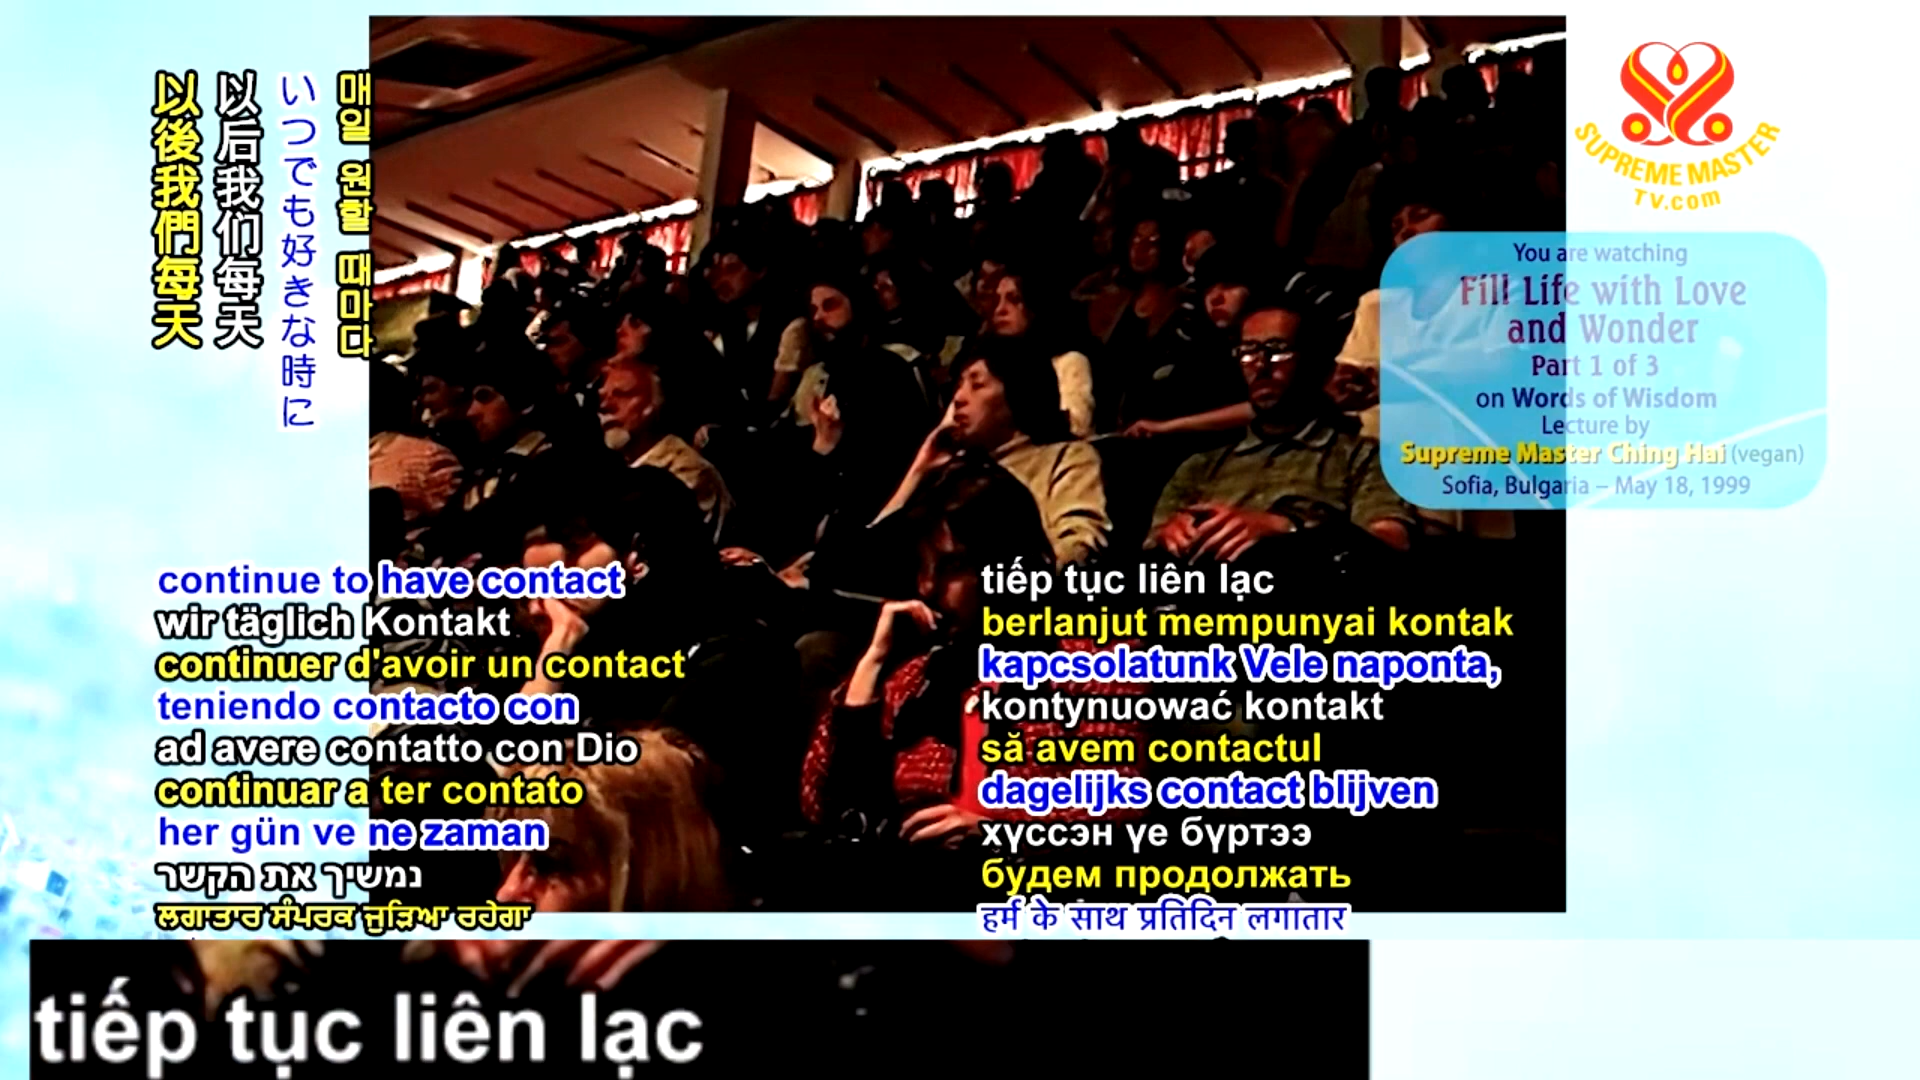 以後我們每天
以后我们每天
いつでも好きな時に
매일 원할 때마다
SUPREME MASTER
TV.com
You are watching
Fill Life with Love
and Wonder
Part 1 of 3
on Words of Wisdom
Lecture by
Supreme Master Ching Hai (vegan)
Sofia, Bulgaria – May 18, 1999
continue to have contact
wir täglich Kontakt
continuer d'avoir un contact
teniendo contacto con
ad avere contatto con Dio
continuar a ter contato
her gün ve ne zaman
נמשיך את הקשר
ਲਗਾਤਾਰ ਸੰਪਰਕ ਜੁੜਿਆ ਰਹੇਗਾ
tiếp tục liên lạc
berlanjut mempunyai kontak
kapcsolatunk Vele naponta,
kontynuować kontakt
să avem contactul
dagelijks contact blijven
хүссэн үе бүртээ
будем продолжать
हमें के साथ प्रतिदिन लगातार
tiếp tục liên lạc